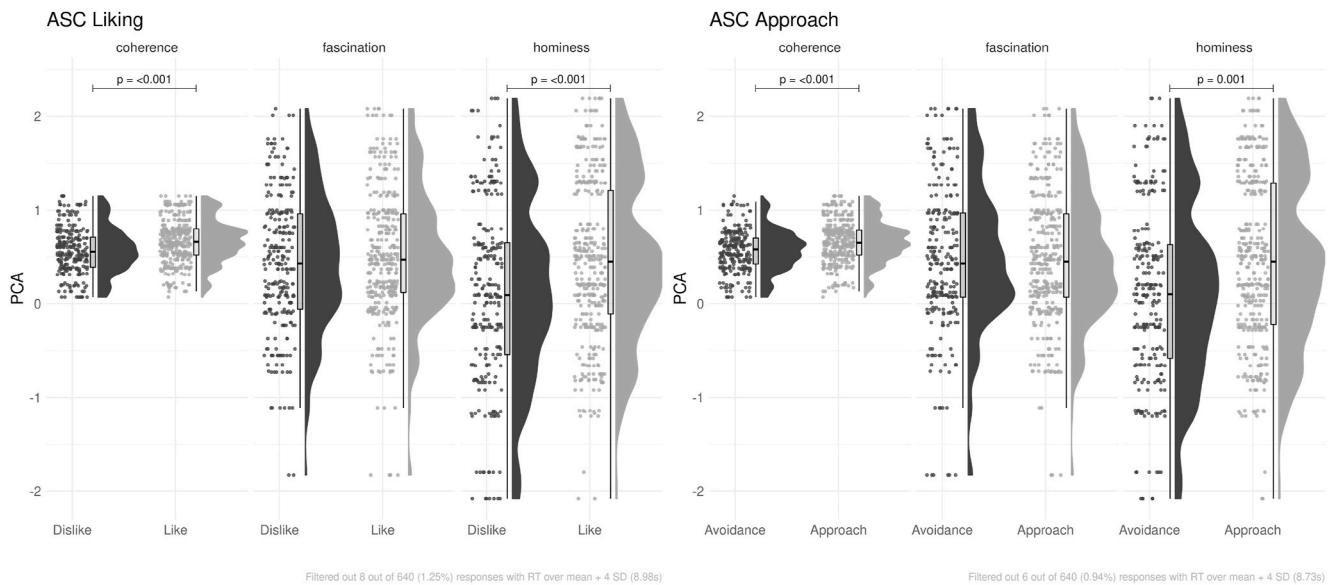 ASC Liking
coherence fascination hominess
p = <0.001 p = <0.001
2
1
0
-1
-2
PCA
Dislike Like Dislike Like Dislike Like
Filtered out 8 out of 640 (1.25%) responses with RT over mean + 4 SD (8.98s)
ASC Approach
coherence fascination hominess
p = <0.001 p = 0.001
2
1
0
-1
-2
PCA
Avoidance Approach Avoidance Approach Avoidance Approach
Filtered out 6 out of 640 (0.94%) responses with RT over mean + 4 SD (8.73s)